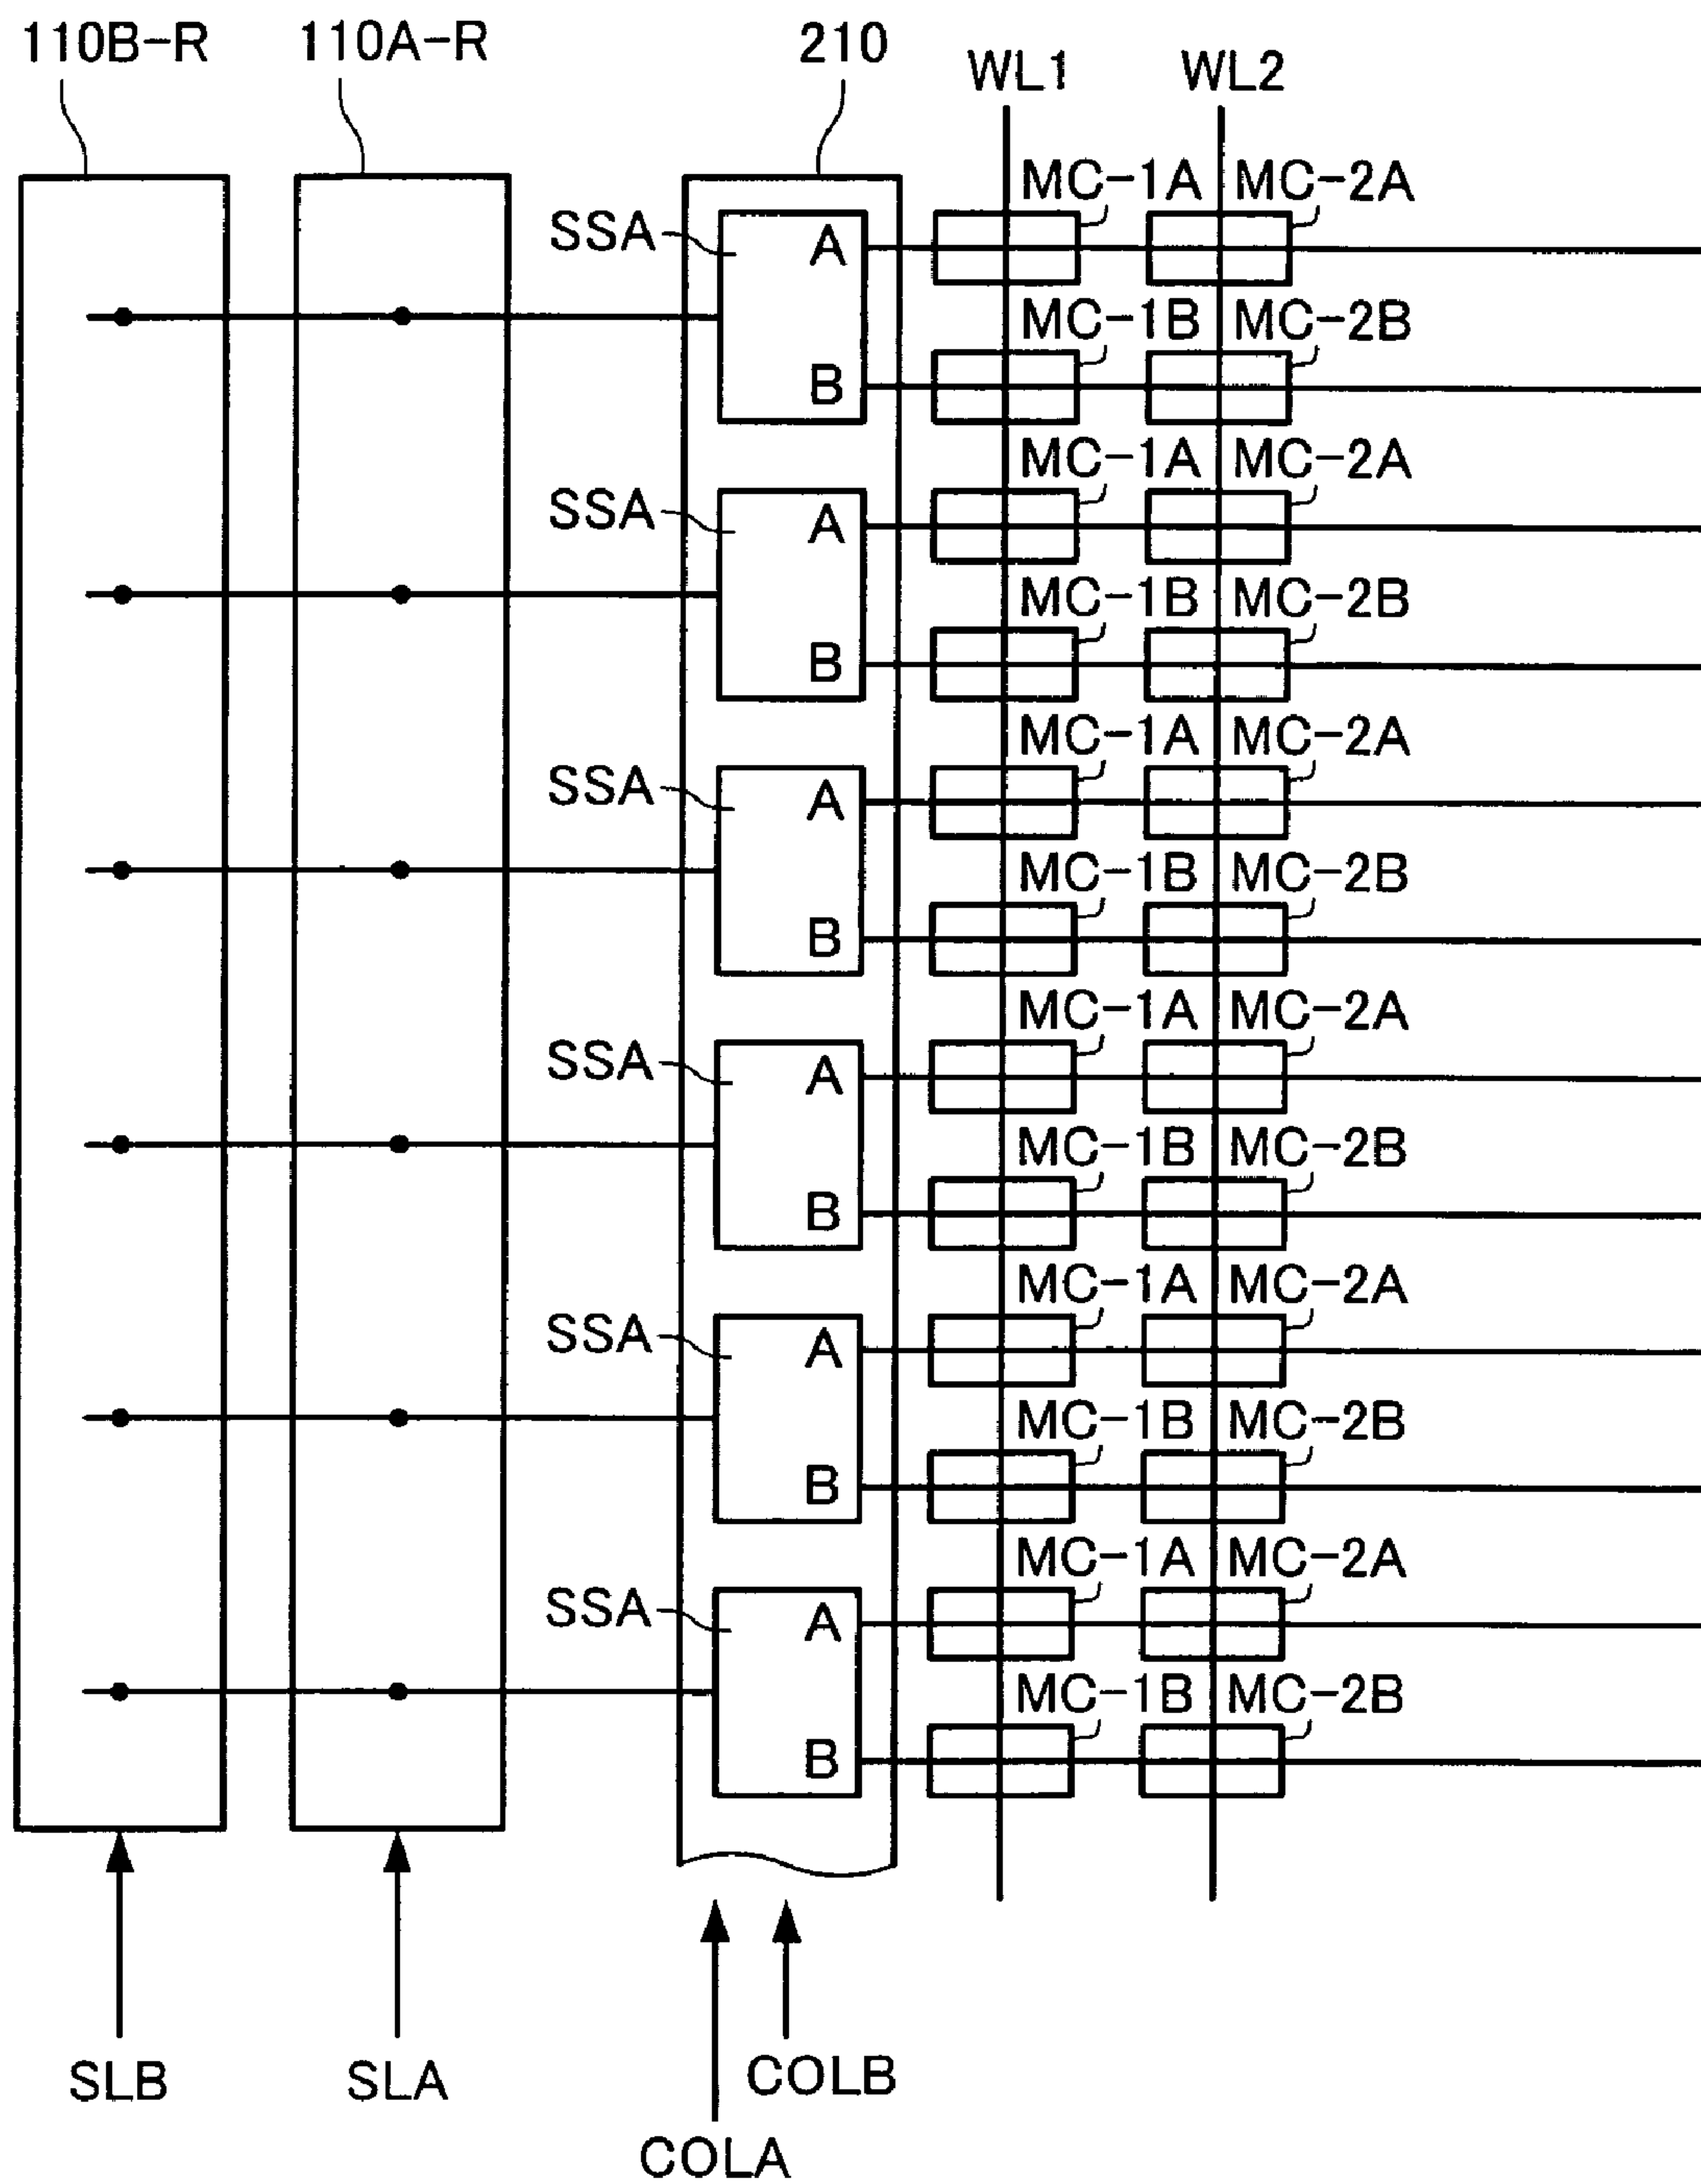 110B-R 110A-R 210 WL1 WL2
MC-1A MC-2A
SSA A
MC-1B MC-2B
B
MC-1A MC-2A
SSA A
MC-1B MC-2B
B
MC-1A MC-2A
SSA A
MC-1B MC-2B
B
MC-1A MC-2A
SSA A
MC-1B MC-2B
B
MC-1A MC-2A
SSA A
MC-1B MC-2B
B
MC-1A MC-2A
SSA A
MC-1B MC-2B
B
SLB SLA COLB
COLA